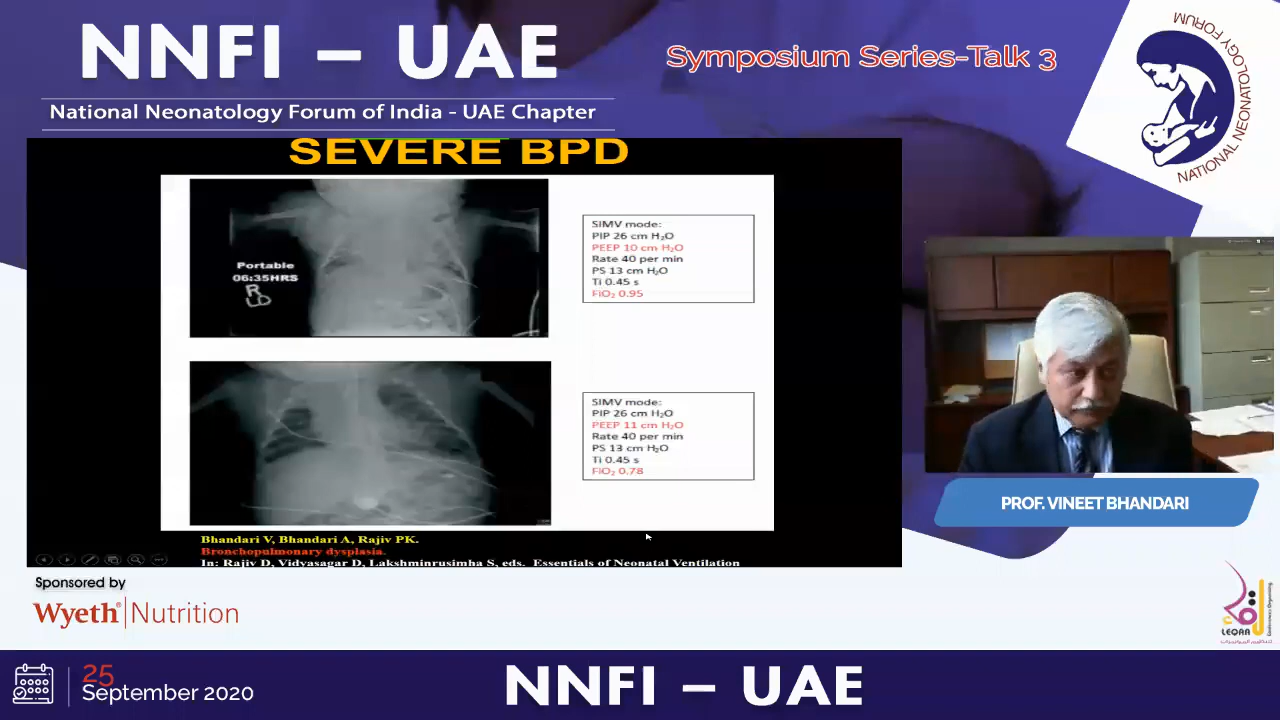 NNFI – UAE
National Neonatology Forum of India - UAE Chapter
Symposium Series-Talk 3
NATIONAL NEONATOLOGY FORUM
SEVERE BPD
Portable
06:35HRS
R
LD
SIMV mode:
PIP 26 cm H₂O
PEEP 10 cm H₂O
Rate 40 per min
PS 13 cm H₂O
Ti 0.45 s
FiO₂ 0.95
SIMV mode:
PIP 26 cm H₂O
PEEP 11 cm H₂O
Rate 40 per min
PS 13 cm H₂O
Ti 0.45 s
FiO₂ 0.78
Bhandari V, Bhandari A, Rajiv PK.
Bronchopulmonary dysplasia.
In: Rajiv D, Vidyasagar D, Lakshminrusimha S, eds. Essentials of Neonatal Ventilation
PROF. VINEET BHANDARI
Sponsored by
Wyeth® Nutrition
LEQAA
25
September 2020
NNFI – UAE